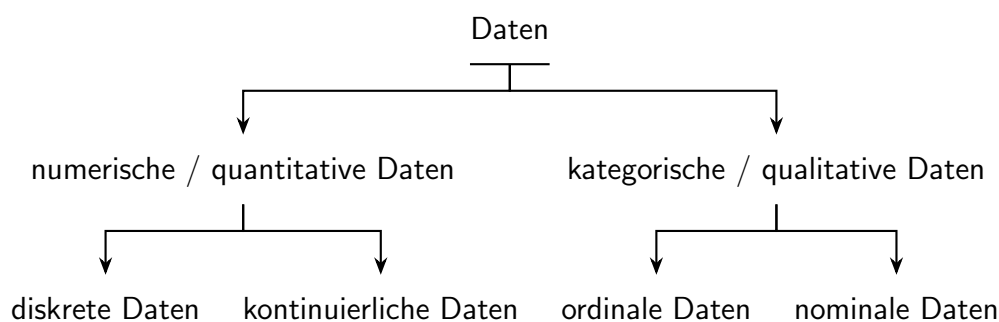 Daten
numerische / quantitative Daten kategorische / qualitative Daten
diskrete Daten kontinuierliche Daten ordinale Daten nominale Daten